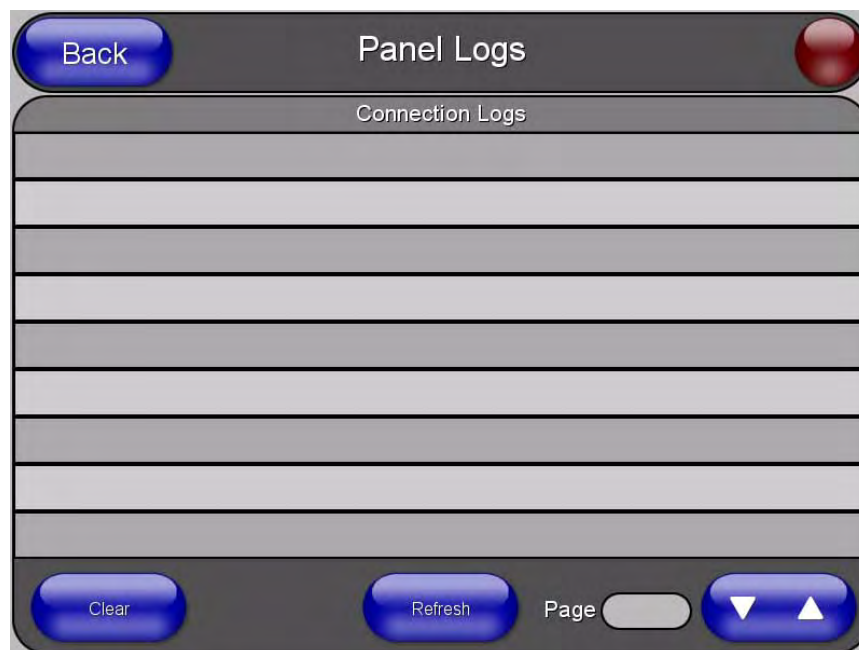 Back
Panel Logs
Connection Logs
Clear
Refresh
Page